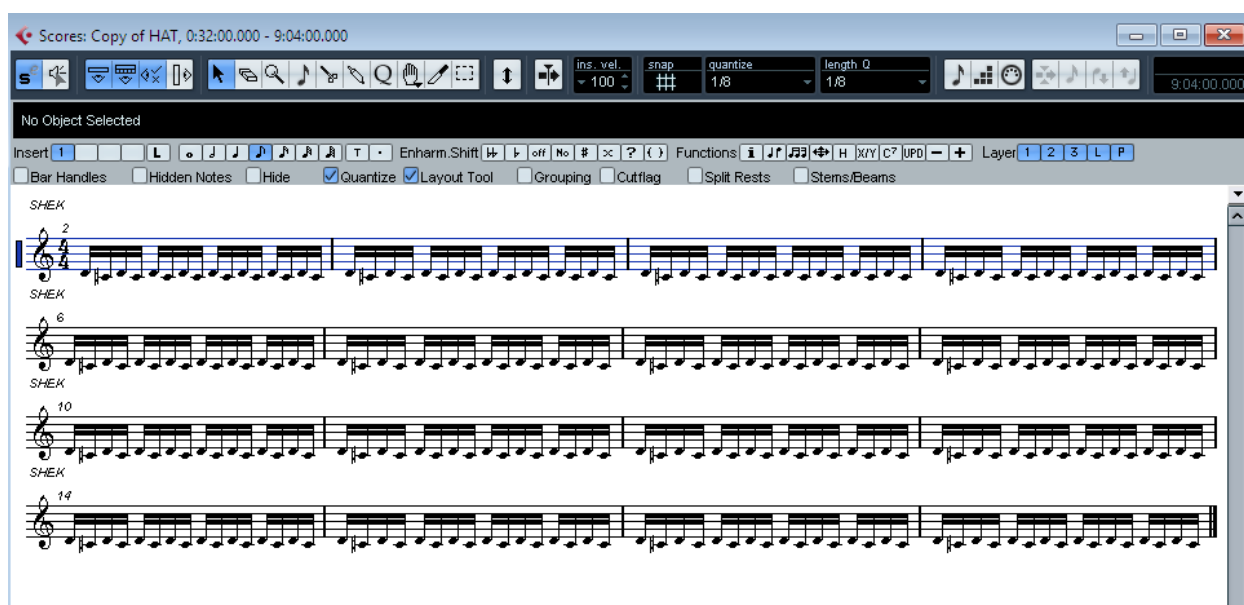 Scores: Copy of HAT, 0:32:00.000 - 9:04:00.000
ins. vel. snap quantize length Q
100 1/8 1/8 9:04:00.000
No Object Selected
Insert 1 L T Enharm.Shift off No # x ? ( ) Functions i H X/Y C7 UPD - + Layer 1 2 3 L P
Bar Handles Hidden Notes Hide Quantize Layout Tool Grouping Cutflag Split Rests Stems/Beams
SHEK
2
4
4
SHEK
6
SHEK
10
SHEK
14